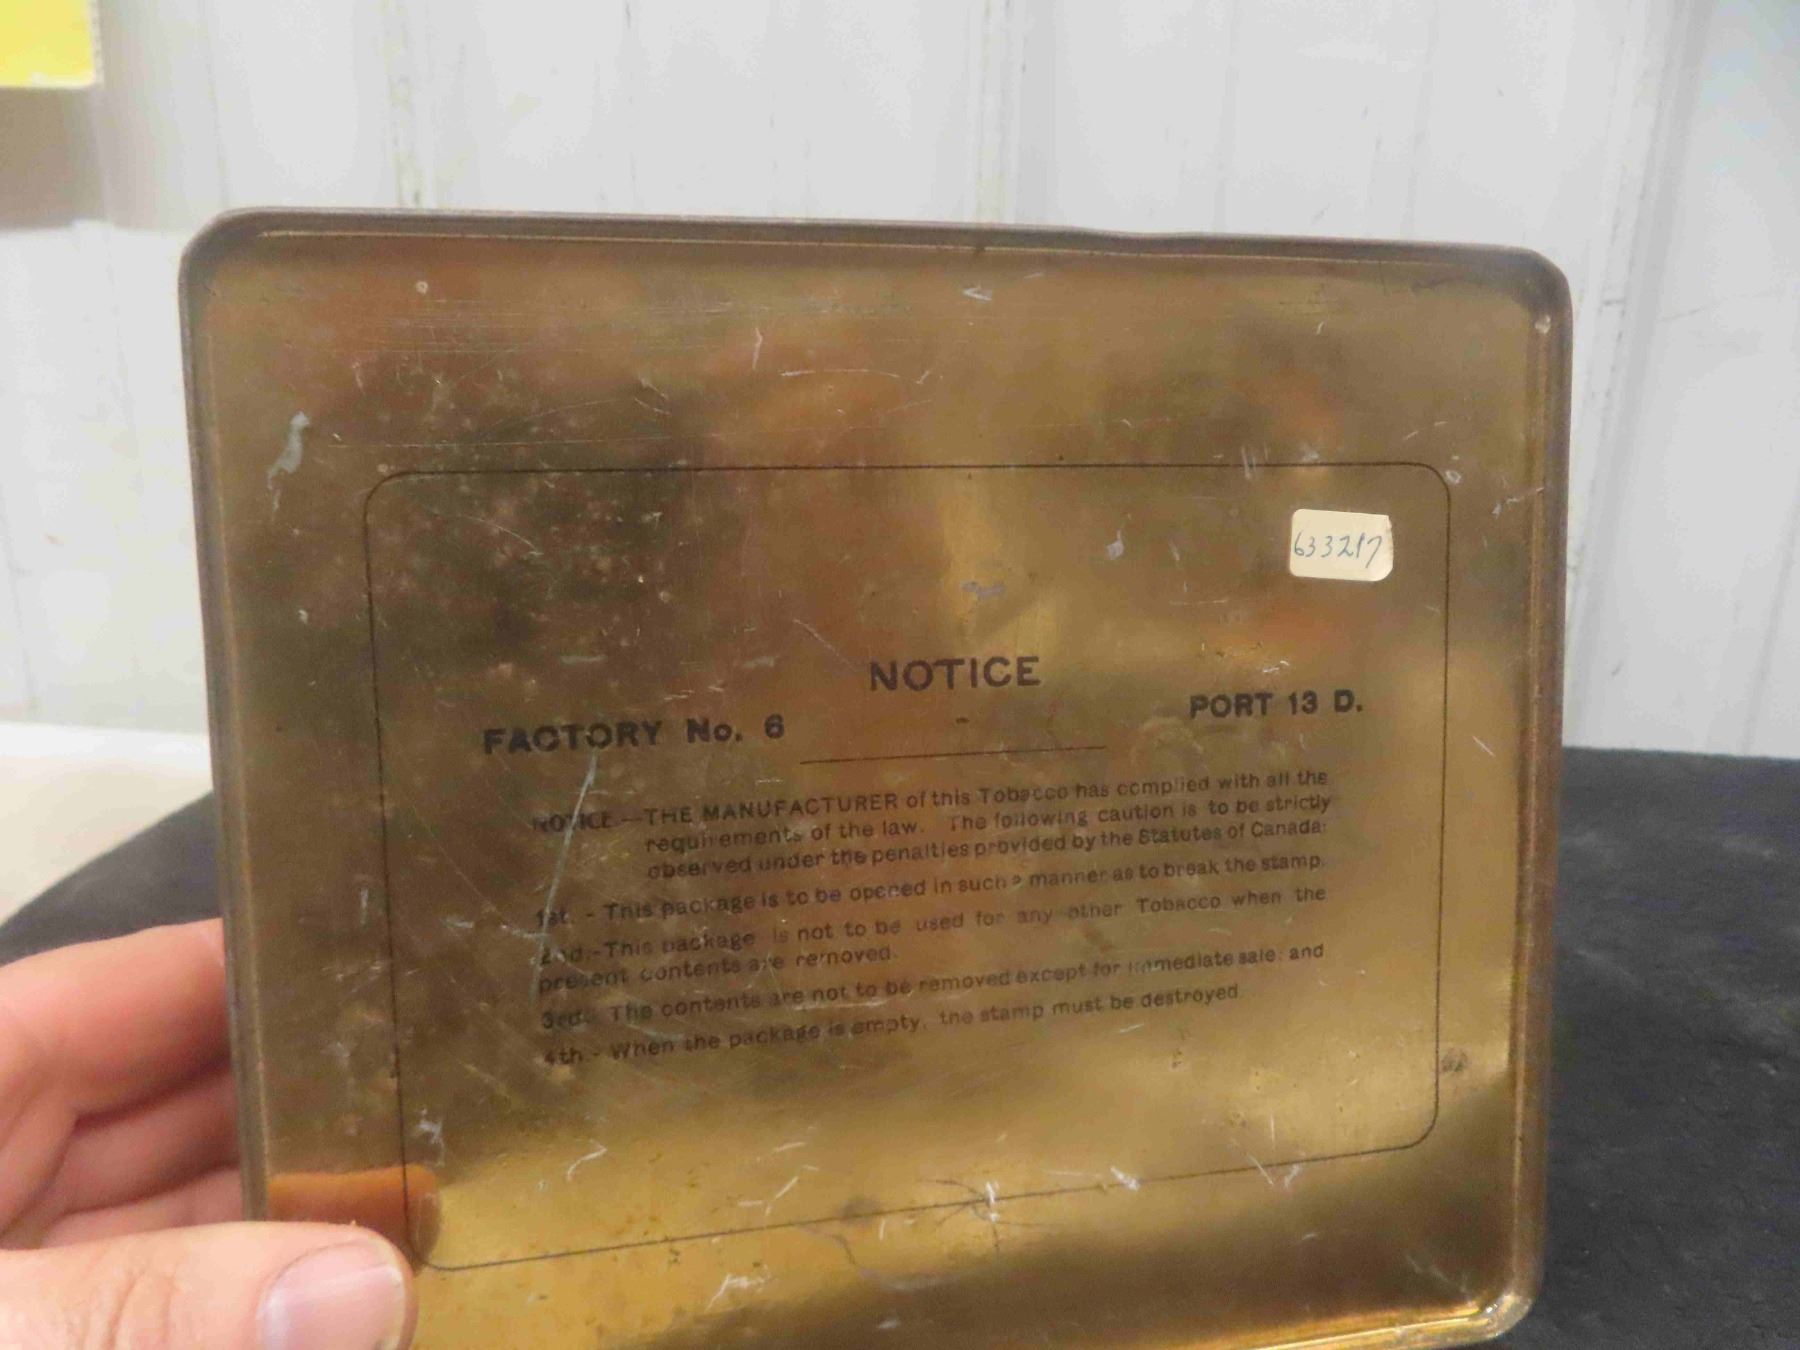 633217
NOTICE
FACTORY No. 6
PORT 13 D.
NOTICE.—THE MANUFACTURER of this Tobacco has complied with all the
requirements of the law. The following caution is to be strictly
observed under the penalties provided by the Statutes of Canada:
1st. - This package is to be opened in such a manner as to break the stamp.
2nd.-This package is not to be used for any other Tobacco when the
present contents are removed.
3rd.- The contents are not to be removed except for immediate sale: and
4th.- When the package is empty, the stamp must be destroyed